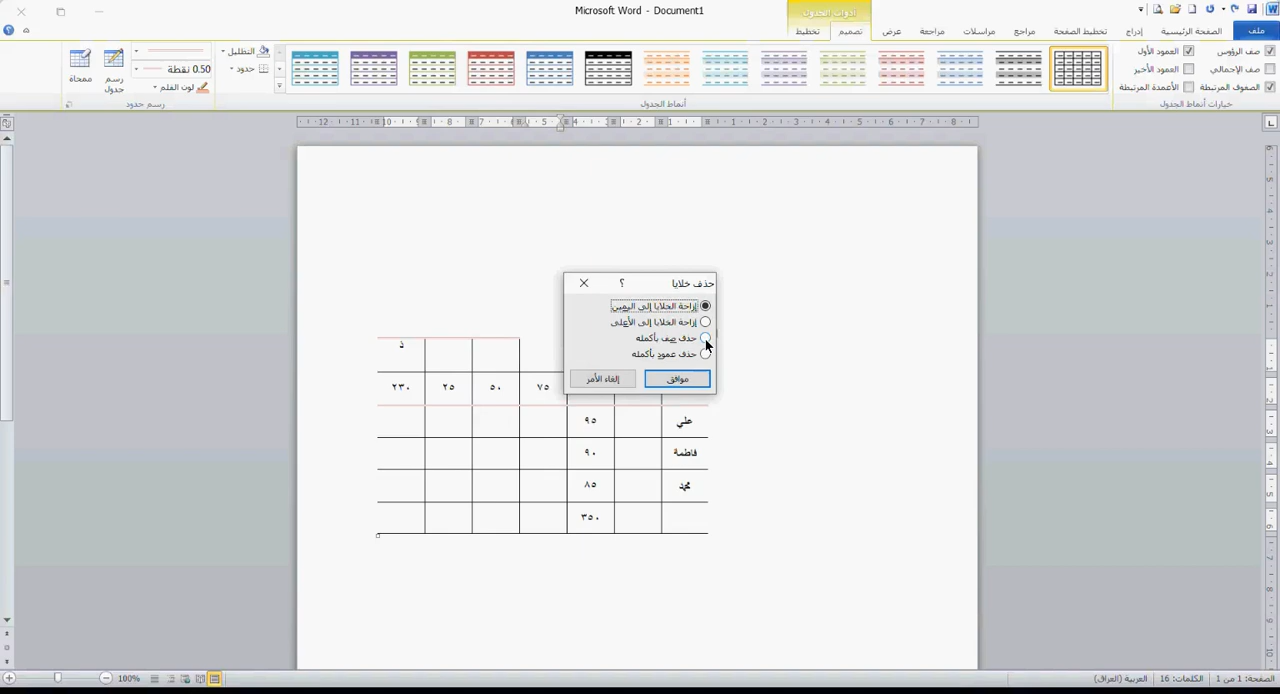 Microsoft Word - Document1
أدوات الجدول
ملف
الصفحة الرئيسية
إدراج
تخطيط الصفحة
مراجع
مراسلات
مراجعة
عرض
تصميم
تخطيط
صف الرؤوس
العمود الأول
صف الإجمالي
العمود الأخير
الصفوف المرتبطة
الأعمدة المرتبطة
خيارات أنماط الجدول
أنماط الجدول
التظليل
حدود
0.50 نقطة
لون القلم
رسم جدول
ممحاة
رسم حدود
حذف خلايا
إزاحة الخلايا إلى اليمين
إزاحة الخلايا إلى الأعلى
حذف صف بأكمله
حذف عمود بأكمله
موافق
إلغاء الأمر
ذ
٧٥ ٥٠ ٢٥ ٢٣٠
علي ٩٥
فاطمة ٩٠
محمد ٨٥
٣٥٠
الصفحة: 1 من 1
الكلمات: 16
العربية (العراق)
100%